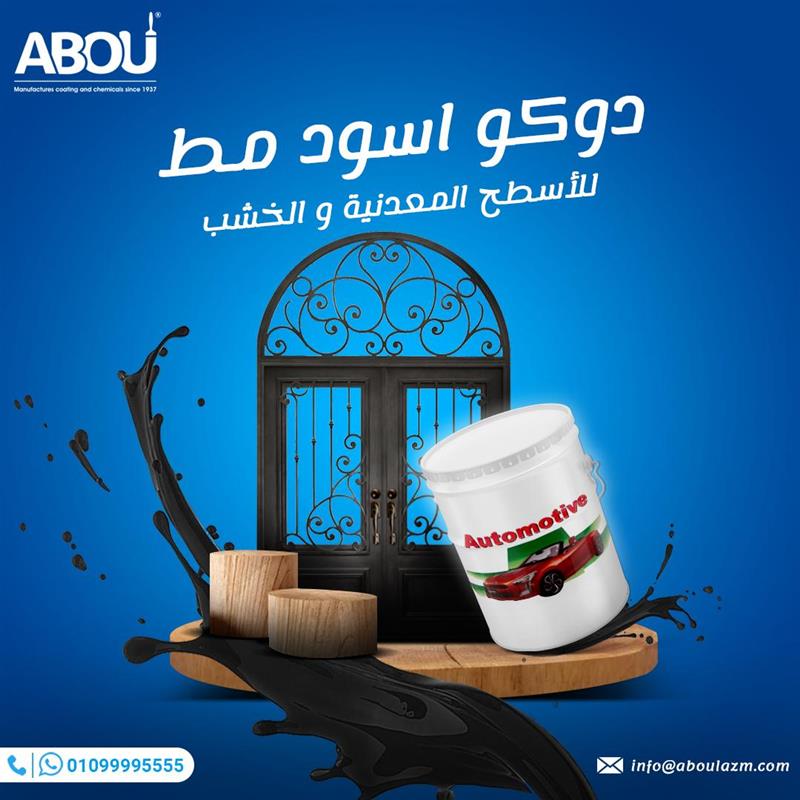 ABOU®
Manufactures coating and chemicals since 1937
دوكو اسود مط
للأسطح المعدنية و الخشب
Automotive
01099995555
info@aboulazm.com